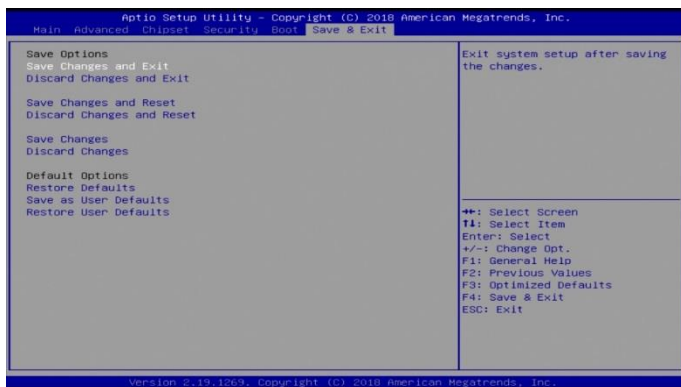 Aptio Setup Utility – Copyright (C) 2018 American Megatrends, Inc.
Main Advanced Chipset Security Boot Save & Exit
Save Options
Save Changes and Exit
Discard Changes and Exit
Save Changes and Reset
Discard Changes and Reset
Save Changes
Discard Changes
Default Options
Restore Defaults
Save as User Defaults
Restore User Defaults
Exit system setup after saving
the changes.
→←: Select Screen
↑↓: Select Item
Enter: Select
+/-: Change Opt.
F1: General Help
F2: Previous Values
F3: Optimized Defaults
F4: Save & Exit
ESC: Exit
Version 2.19.1269. Copyright (C) 2018 American Megatrends, Inc.